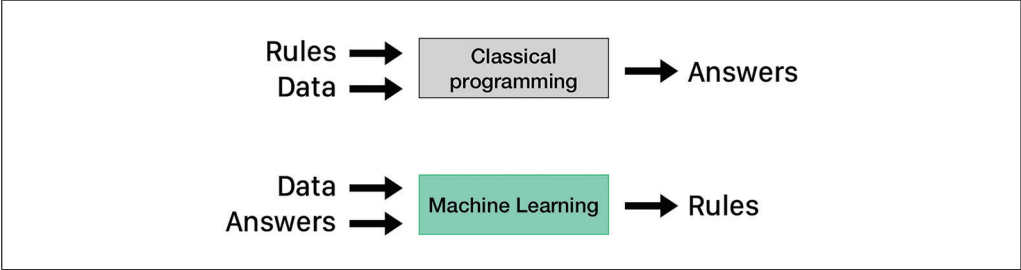 Rules
Data
Classical
programming
Answers
Data
Answers
Machine Learning
Rules